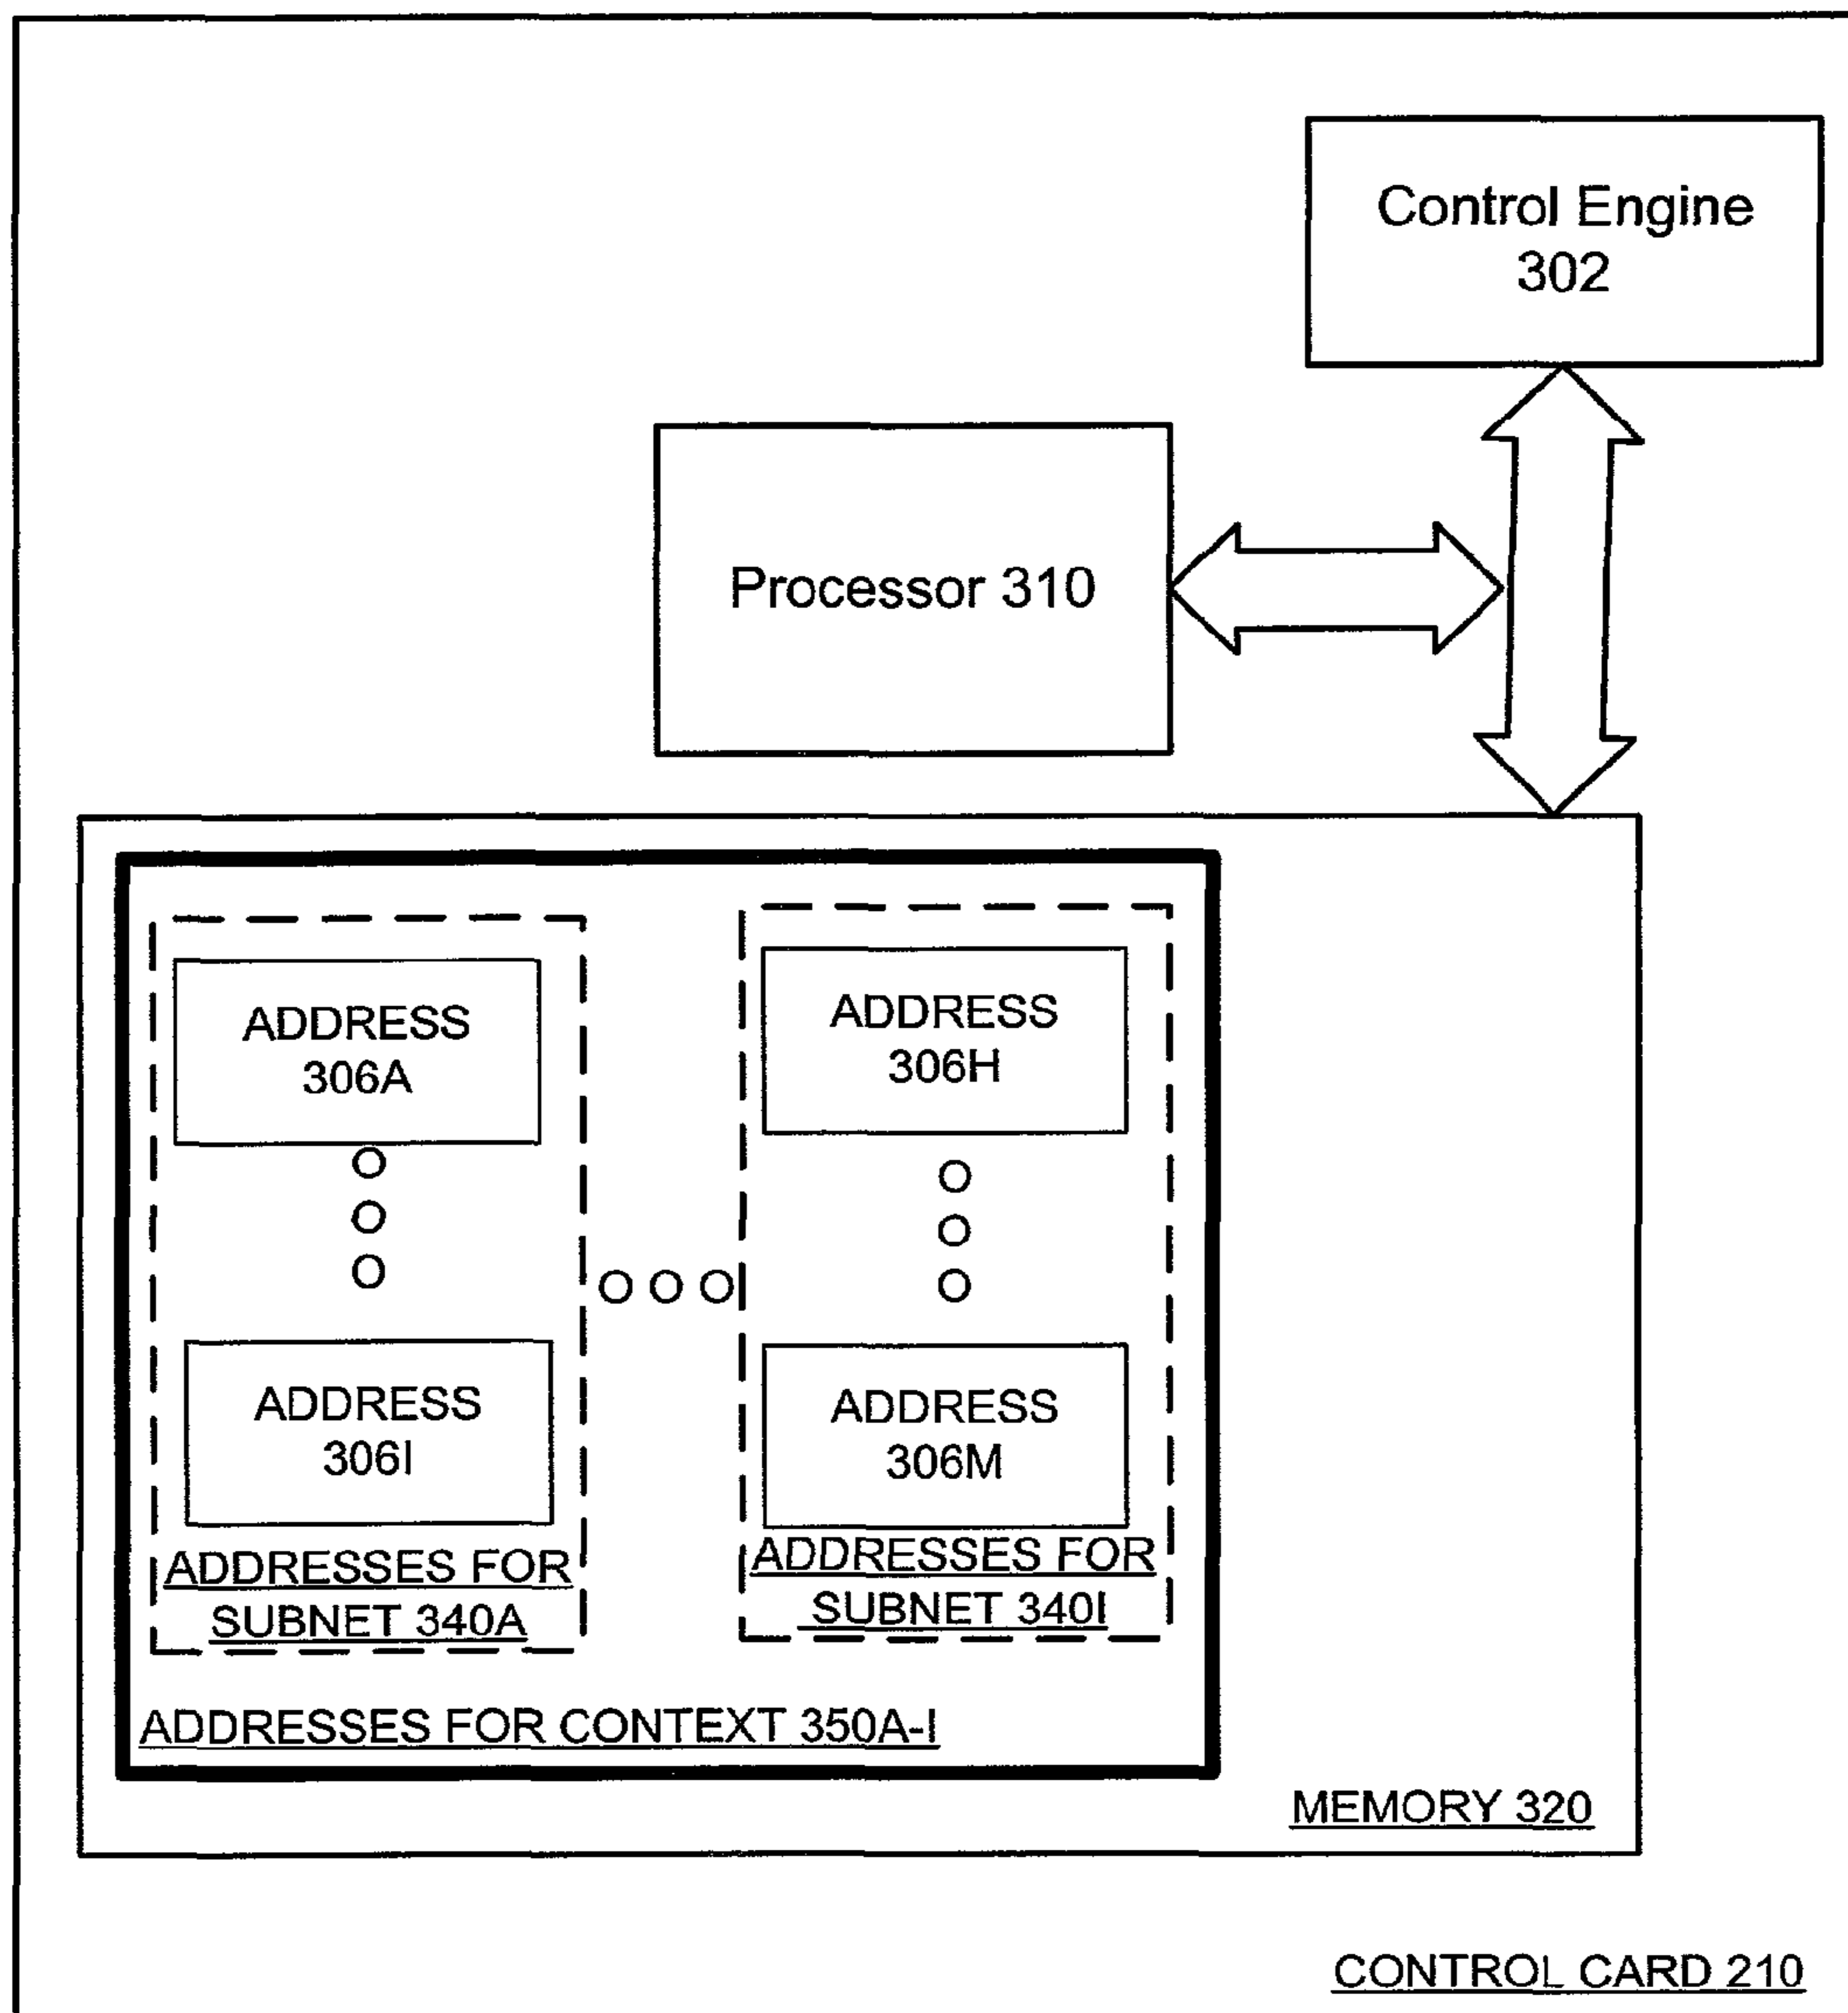 Control Engine
302
Processor 310
ADDRESS
306A
ADDRESS
306I
ADDRESSES FOR
SUBNET 340A
ADDRESS
306H
ADDRESS
306M
ADDRESSES FOR
SUBNET 340I
ADDRESSES FOR CONTEXT 350A-I
MEMORY 320
CONTROL CARD 210